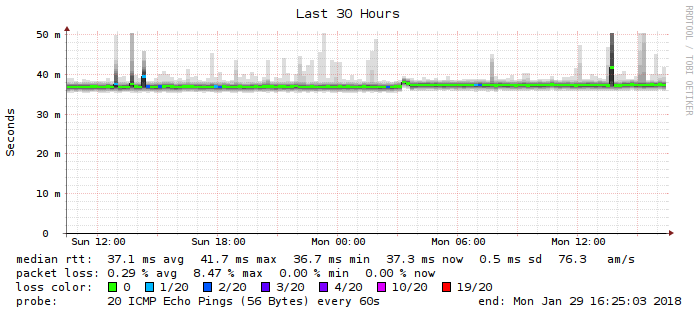 Last 30 Hours
RRDTOOL / TOBI OETIKER
Seconds
50 m
40 m
30 m
20 m
10 m
0
Sun 12:00 Sun 18:00 Mon 00:00 Mon 06:00 Mon 12:00
median rtt: 37.1 ms avg 41.7 ms max 36.7 ms min 37.3 ms now 0.5 ms sd 76.3 am/s
packet loss: 0.29 % avg 8.47 % max 0.00 % min 0.00 % now
loss color: 0 1/20 2/20 3/20 4/20 10/20 19/20
probe: 20 ICMP Echo Pings (56 Bytes) every 60s end: Mon Jan 29 16:25:03 2018